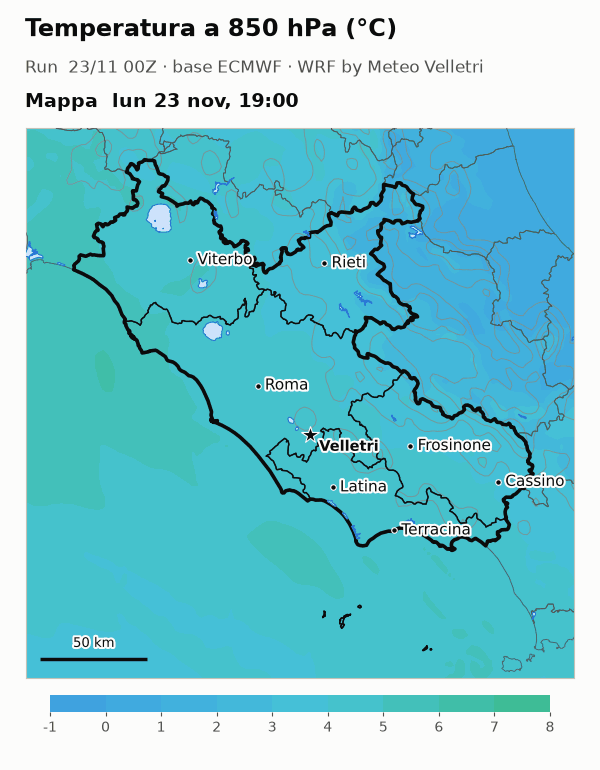 Temperatura a 850 hPa (°C)
Run  23/11 00Z · base ECMWF · WRF by Meteo Velletri
Mappa  lun 23 nov, 19:00
Viterbo
Rieti
Roma
Velletri
Frosinone
Cassino
Latina
Terracina
50 km
-1 0 1 2 3 4 5 6 7 8